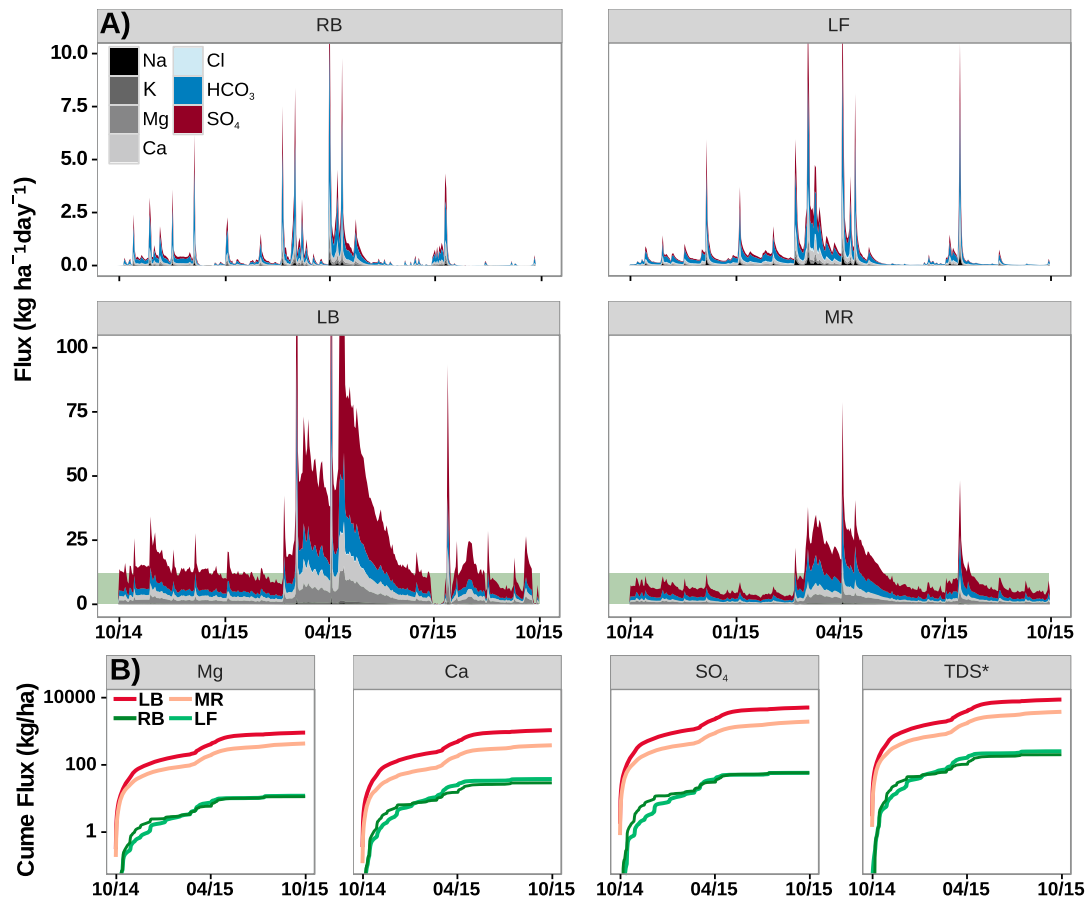 A) RB LF
10.0
7.5
5.0
2.5
0.0
Na Cl
K HCO₃
Mg SO₄
Ca
Flux (kg ha⁻¹day⁻¹)
LB MR
100
75
50
25
0
10/14 01/15 04/15 07/15 10/15 10/14 01/15 04/15 07/15 10/15
B) Mg Ca SO₄ TDS*
Cume Flux (kg/ha)
10000
100
1
LB MR
RB LF
10/14 04/15 10/15 10/14 04/15 10/15 10/14 04/15 10/15 10/14 04/15 10/15